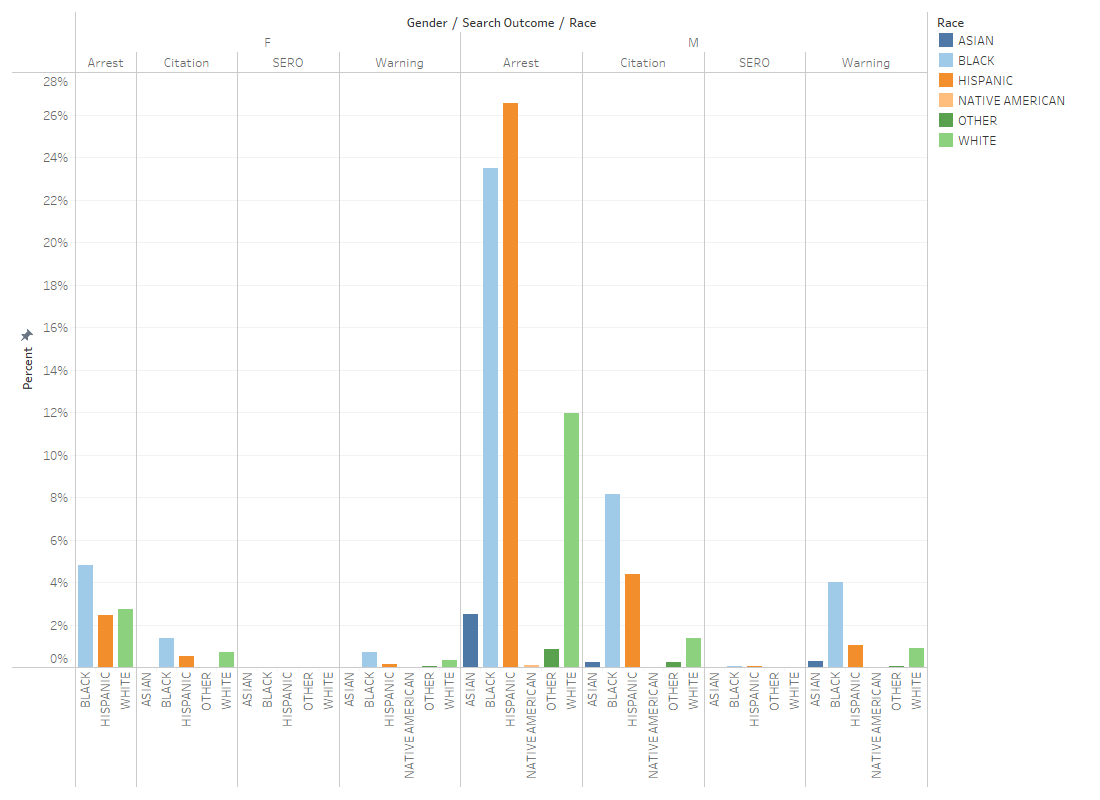 Gender / Search Outcome / Race
F
M
Arrest
Citation
SERO
Warning
Arrest
Citation
SERO
Warning
28%
26%
24%
22%
20%
18%
16%
14%
12%
10%
8%
6%
4%
2%
0%
Percent
BLACK
HISPANIC
WHITE
ASIAN
BLACK
HISPANIC
OTHER
WHITE
ASIAN
BLACK
HISPANIC
OTHER
WHITE
ASIAN
BLACK
HISPANIC
NATIVE AMERICAN
OTHER
WHITE
ASIAN
BLACK
HISPANIC
NATIVE AMERICAN
OTHER
WHITE
ASIAN
BLACK
HISPANIC
NATIVE AMERICAN
OTHER
WHITE
ASIAN
BLACK
HISPANIC
OTHER
WHITE
ASIAN
BLACK
HISPANIC
NATIVE AMERICAN
OTHER
WHITE
Race
ASIAN
BLACK
HISPANIC
NATIVE AMERICAN
OTHER
WHITE